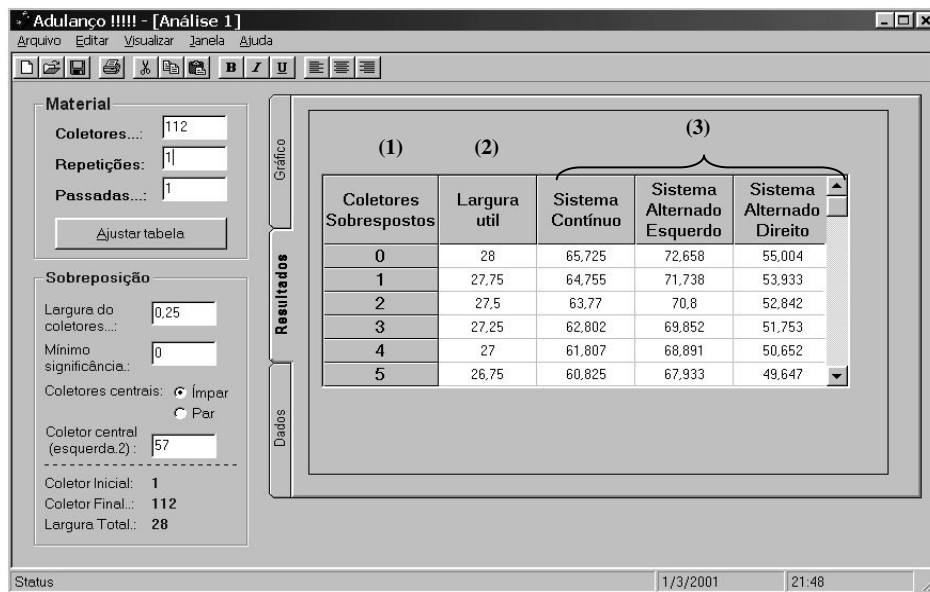 Adulanço !!!!! - [Análise 1]
Arquivo Editar Visualizar Janela Ajuda
B I U
Material
Coletores...: 112
Repetições: 1
Passadas...: 1
Ajustar tabela
Sobreposição
Largura do
coletores...: 0,25
Mínimo
significância.: 0
Coletores centrais: Ímpar
Par
Coletor central
(esquerda.2) : 57
Coletor Inicial: 1
Coletor Final..: 112
Largura Total.: 28
Gráfico
Resultados
Dados
(1) (2) (3)
Coletores Sobrespostos
Largura util
Sistema Contínuo
Sistema Alternado Esquerdo
Sistema Alternado Direito
0 28 65,725 72,658 55,004
1 27,75 64,755 71,738 53,933
2 27,5 63,77 70,8 52,842
3 27,25 62,802 69,852 51,753
4 27 61,807 68,891 50,652
5 26,75 60,825 67,933 49,647
Status 1/3/2001 21:48